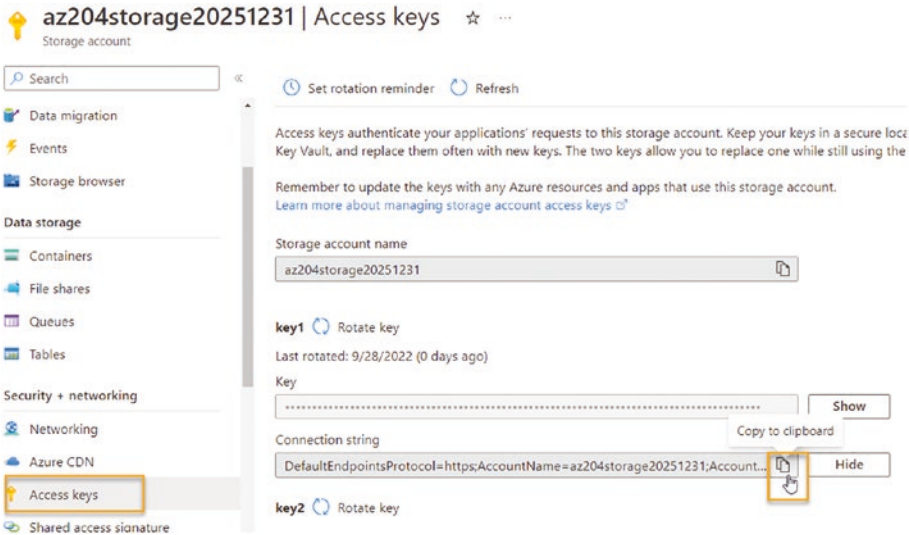 az204storage20251231 | Access keys
Storage account
Search
Data migration
Events
Storage browser
Data storage
Containers
File shares
Queues
Tables
Security + networking
Networking
Azure CDN
Access keys
Shared access signature
Set rotation reminder
Refresh
Access keys authenticate your applications' requests to this storage account. Keep your keys in a secure
Key Vault, and replace them often with new keys. The two keys allow you to replace one while still using the
Remember to update the keys with any Azure resources and apps that use this storage account.
Learn more about managing storage account access keys
Storage account name
az204storage20251231
key1 Rotate key
Last rotated: 9/28/2022 (0 days ago)
Key
Show
Copy to clipboard
Connection string
DefaultEndpointsProtocol=https;AccountName=az204storage20251231;Account...
Hide
key2 Rotate key